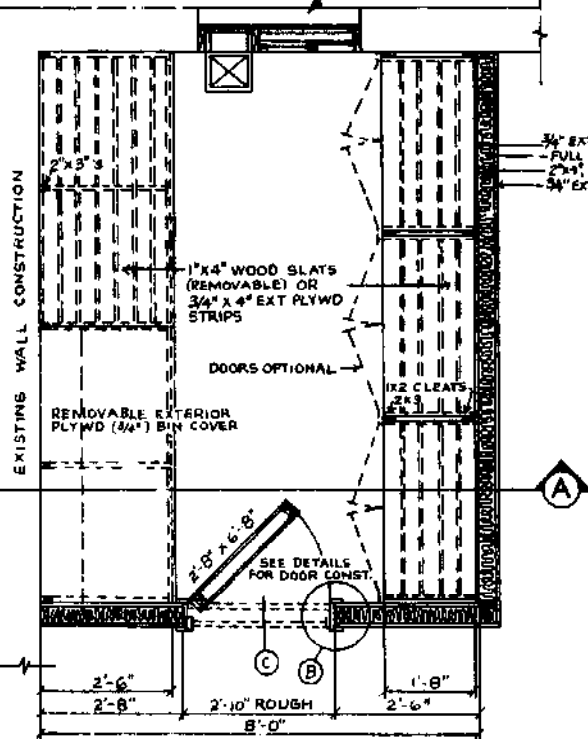 3/4" EXT
FULL
2"x4",
3/4" EXT
2"x3"'s
EXISTING WALL CONSTRUCTION
1"x4" WOOD SLATS
(REMOVABLE) OR
3/4" x 4" EXT PLYWD
STRIPS
DOORS OPTIONAL
1x2 CLEATS
2x3
REMOVABLE EXTERIOR
PLYWD (3/4") BIN COVER
A
2'-8" x 6'-8"
SEE DETAILS
FOR DOOR CONST.
C
B
2'-6"
1'-8"
2'-8"
2'-10" ROUGH
2'-6"
8'-0"